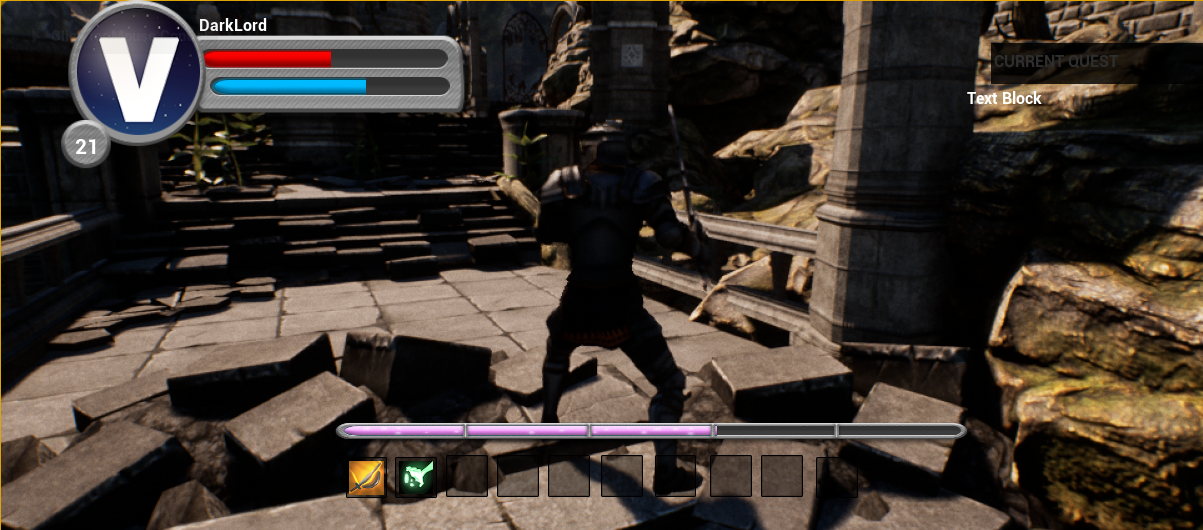 DarkLord
V
21
CURRENT QUEST
Text Block